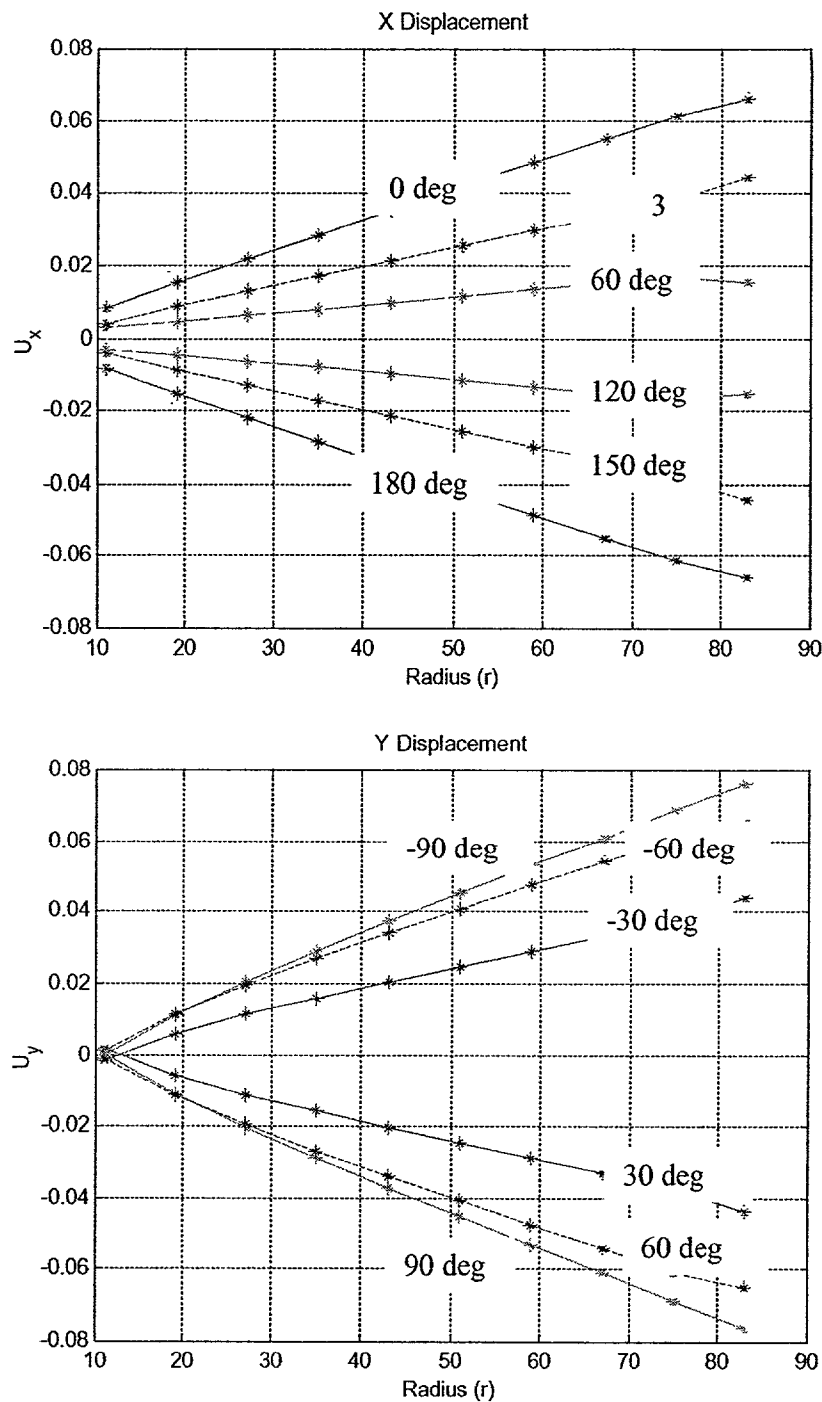 X Displacement
0.08
0.06
0.04
0.02
0
-0.02
-0.04
-0.06
-0.08
U_x
0 deg
3
60 deg
120 deg
150 deg
180 deg
10 20 30 40 50 60 70 80 90
Radius (r)
Y Displacement
0.08
0.06
0.04
0.02
0
-0.02
-0.04
-0.06
-0.08
U_y
-90 deg
-60 deg
-30 deg
30 deg
60 deg
90 deg
10 20 30 40 50 60 70 80 90
Radius (r)